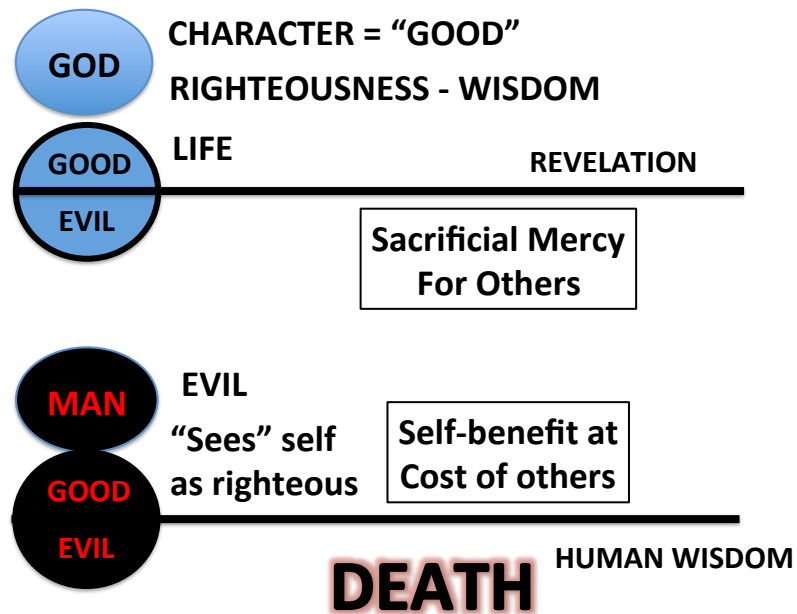 GOD
CHARACTER = “GOOD”
RIGHTEOUSNESS - WISDOM
GOOD
EVIL
LIFE
REVELATION
Sacrificial Mercy
For Others
MAN
EVIL
“Sees” self
as righteous
Self-benefit at
Cost of others
GOOD
EVIL
DEATH
HUMAN WISDOM